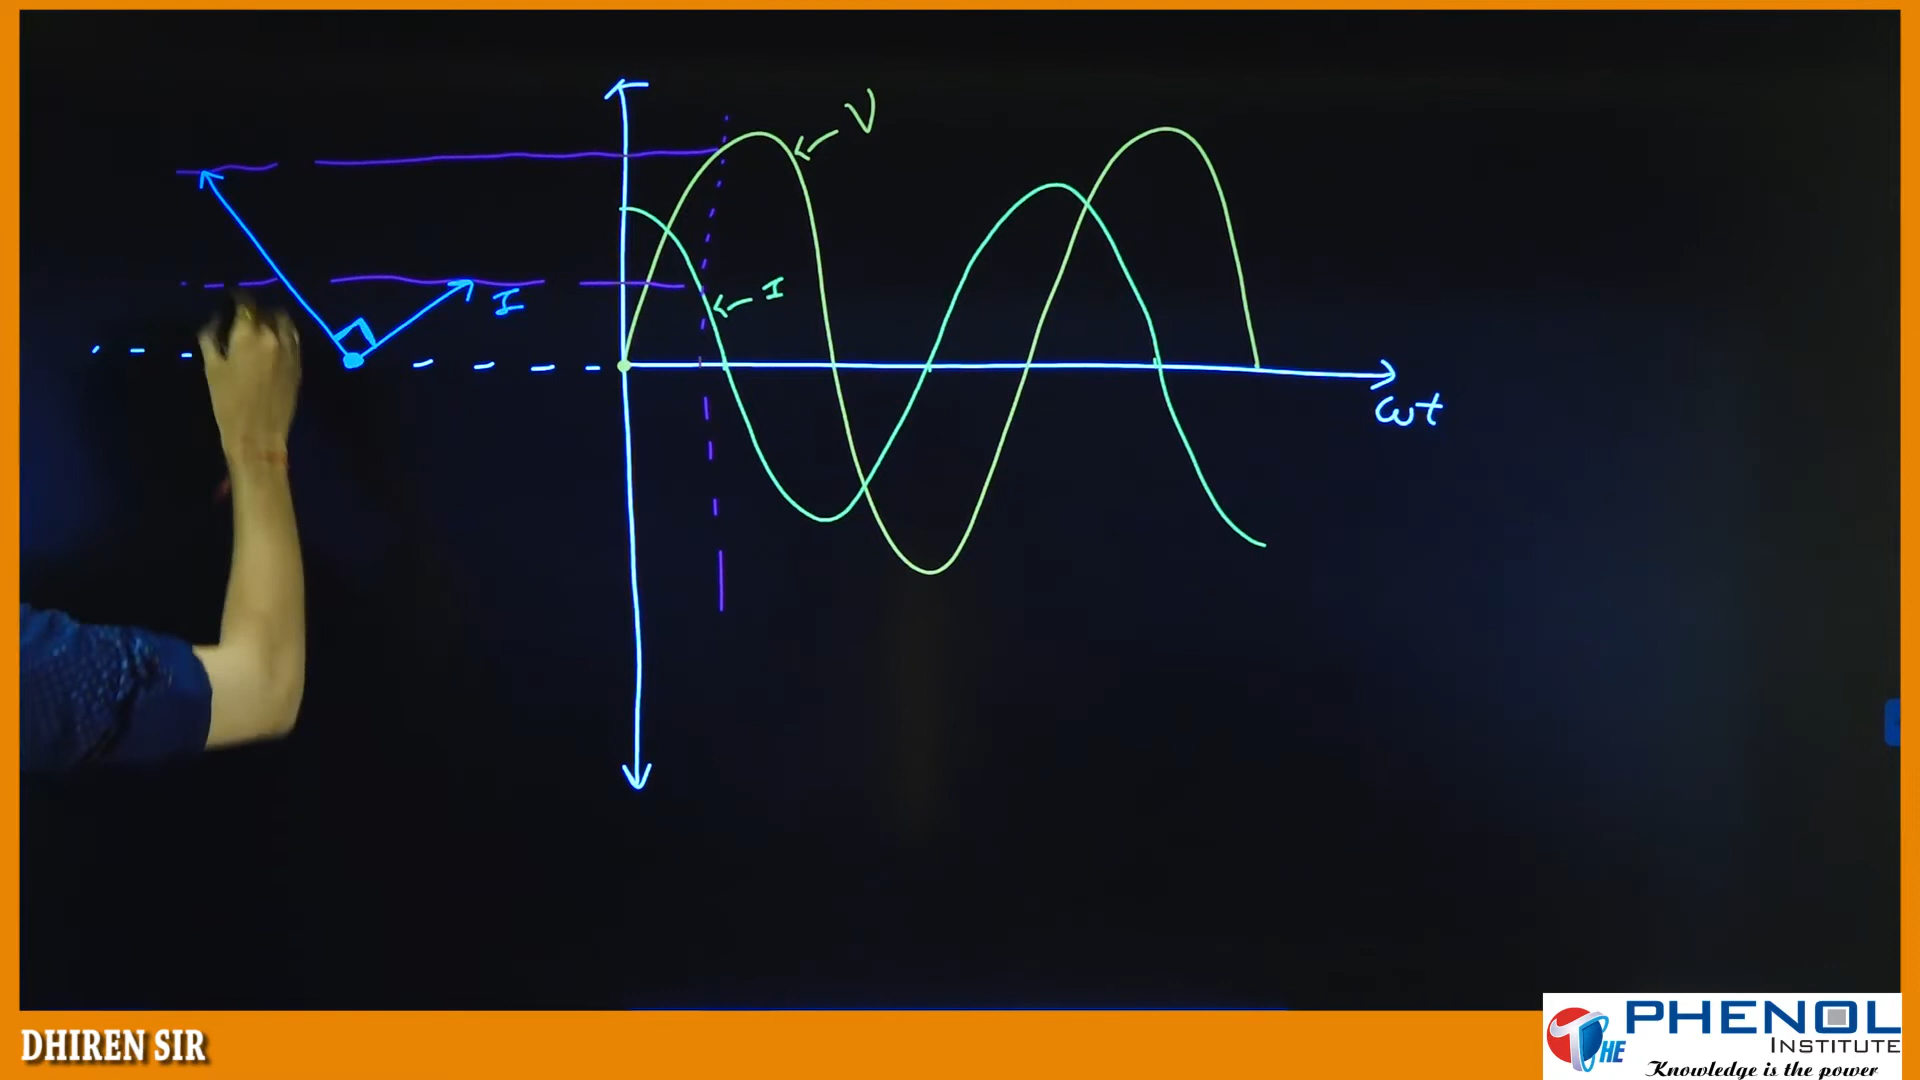 V
I
I
ωt
DHIREN SIR
THE PHENOL
INSTITUTE
Knowledge is the power